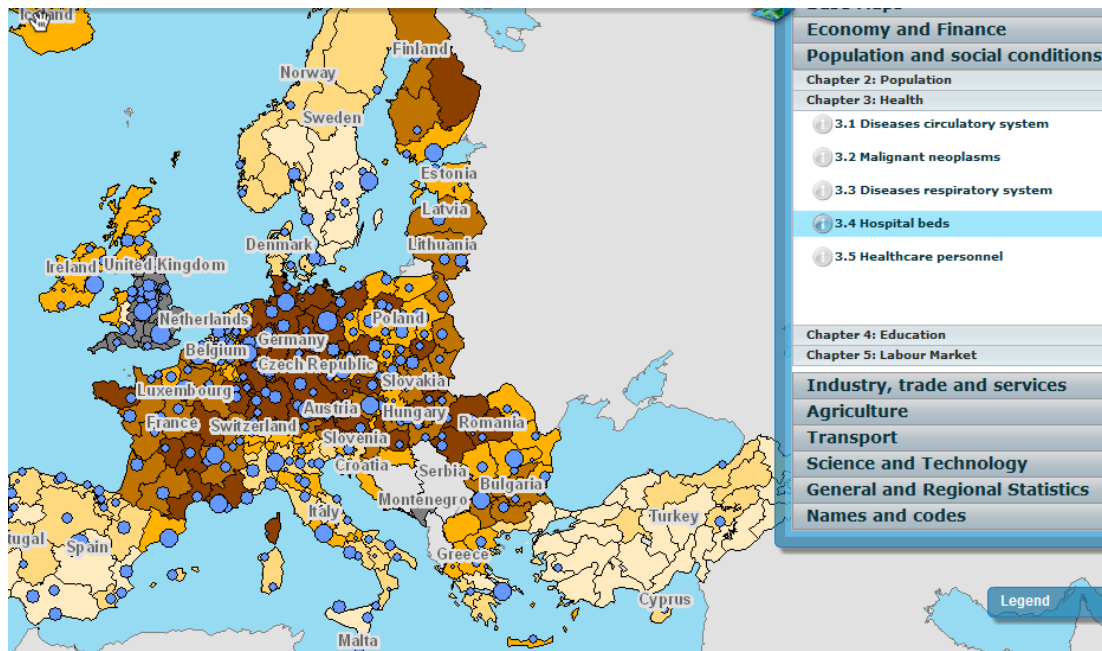 Iceland
Finland
Norway
Sweden
Estonia
Latvia
Denmark
Lithuania
Ireland
United Kingdom
Netherlands
Poland
Germany
Belgium
Czech Republic
Slovakia
Luxembourg
Austria
Hungary
France
Switzerland
Romania
Slovenia
Croatia
Serbia
Bulgaria
Montenegro
Italy
Turkey
tugal
Spain
Greece
Cyprus
Malta
Economy and Finance
Population and social conditions
Chapter 2: Population
Chapter 3: Health
3.1 Diseases circulatory system
3.2 Malignant neoplasms
3.3 Diseases respiratory system
3.4 Hospital beds
3.5 Healthcare personnel
Chapter 4: Education
Chapter 5: Labour Market
Industry, trade and services
Agriculture
Transport
Science and Technology
General and Regional Statistics
Names and codes
Legend